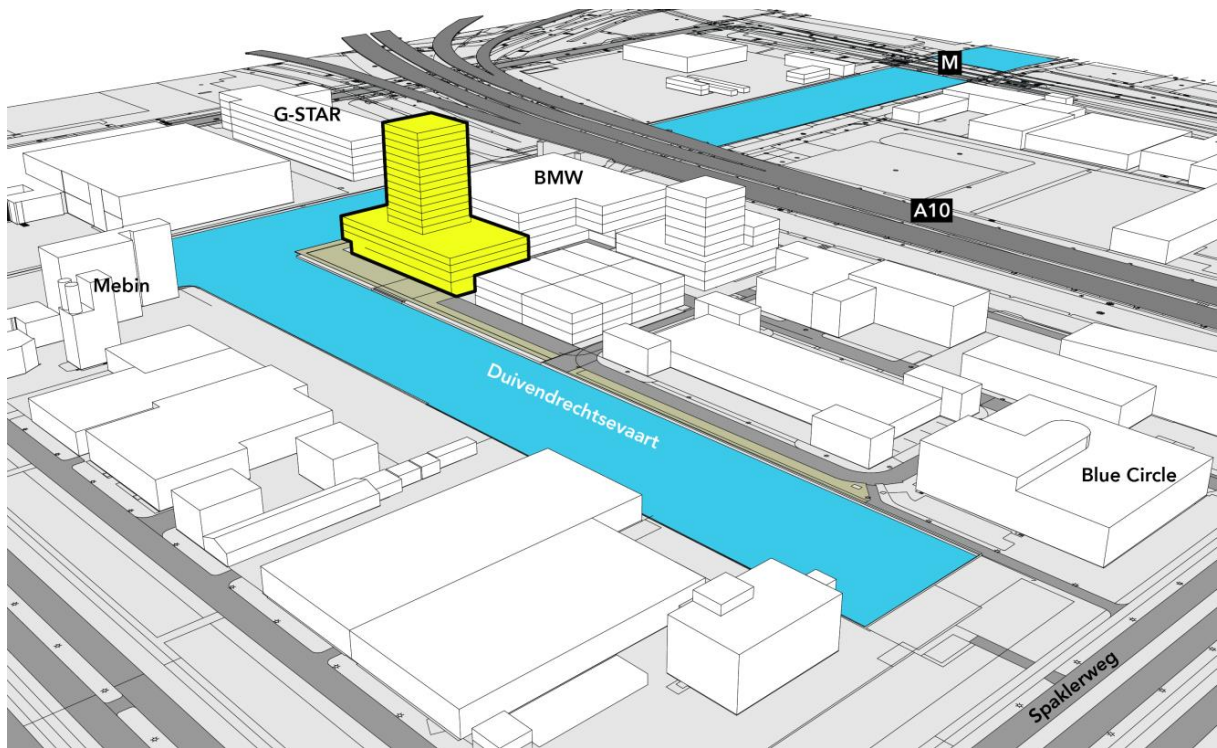 M
G-STAR
BMW
A10
Mebin
Duivendrechtsevaart
Blue Circle
Spaklerweg